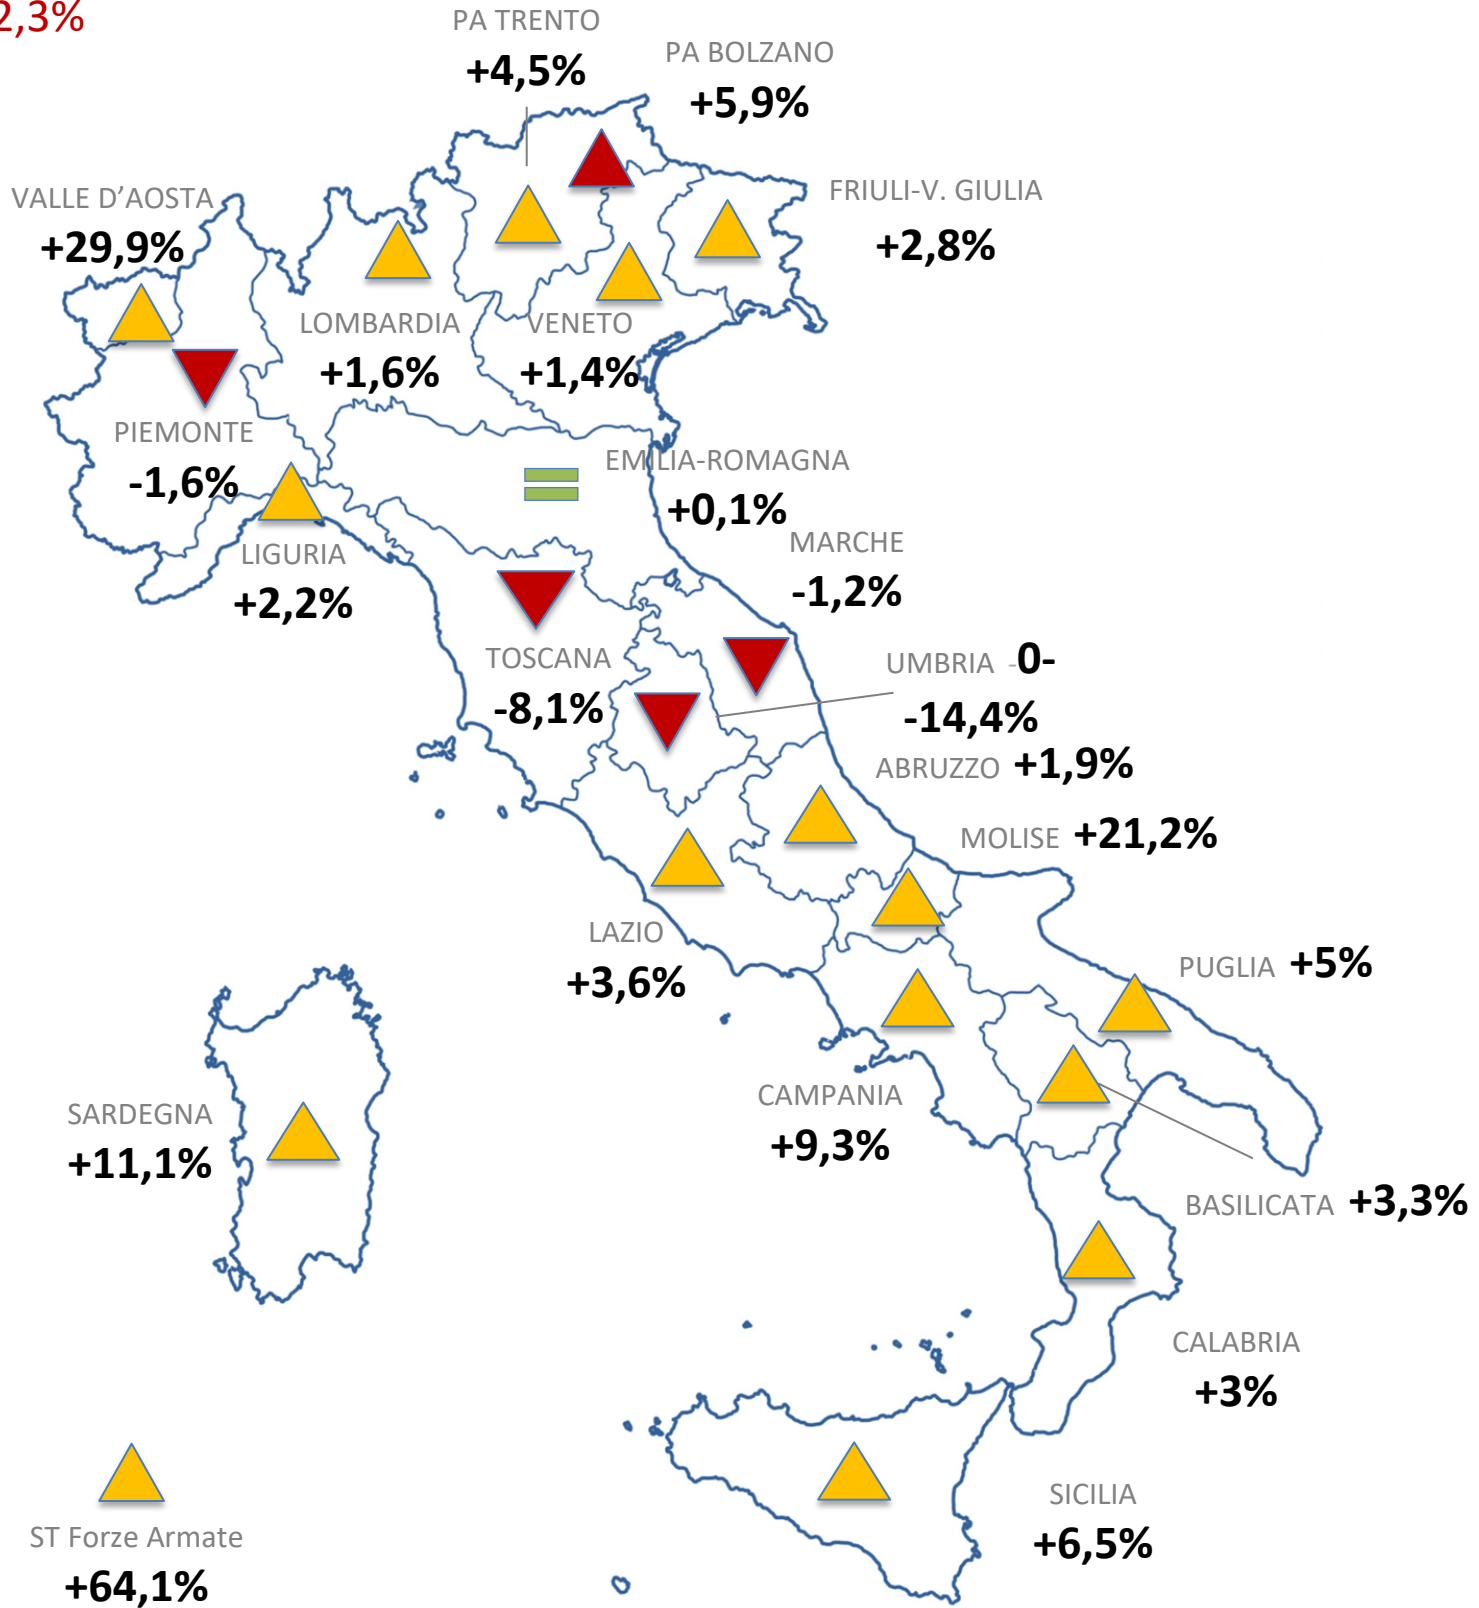 2,3%
PA TRENTO
+4,5%
PA BOLZANO
+5,9%
VALLE D’AOSTA
+29,9%
FRIULI-V. GIULIA
+2,8%
LOMBARDIA
+1,6%
VENETO
+1,4%
PIEMONTE
-1,6%
EMILIA-ROMAGNA
+0,1%
LIGURIA
+2,2%
MARCHE
-1,2%
TOSCANA
-8,1%
UMBRIA -0-
-14,4%
ABRUZZO +1,9%
MOLISE +21,2%
LAZIO
+3,6%
PUGLIA +5%
CAMPANIA
+9,3%
SARDEGNA
+11,1%
BASILICATA +3,3%
CALABRIA
+3%
SICILIA
+6,5%
ST Forze Armate
+64,1%